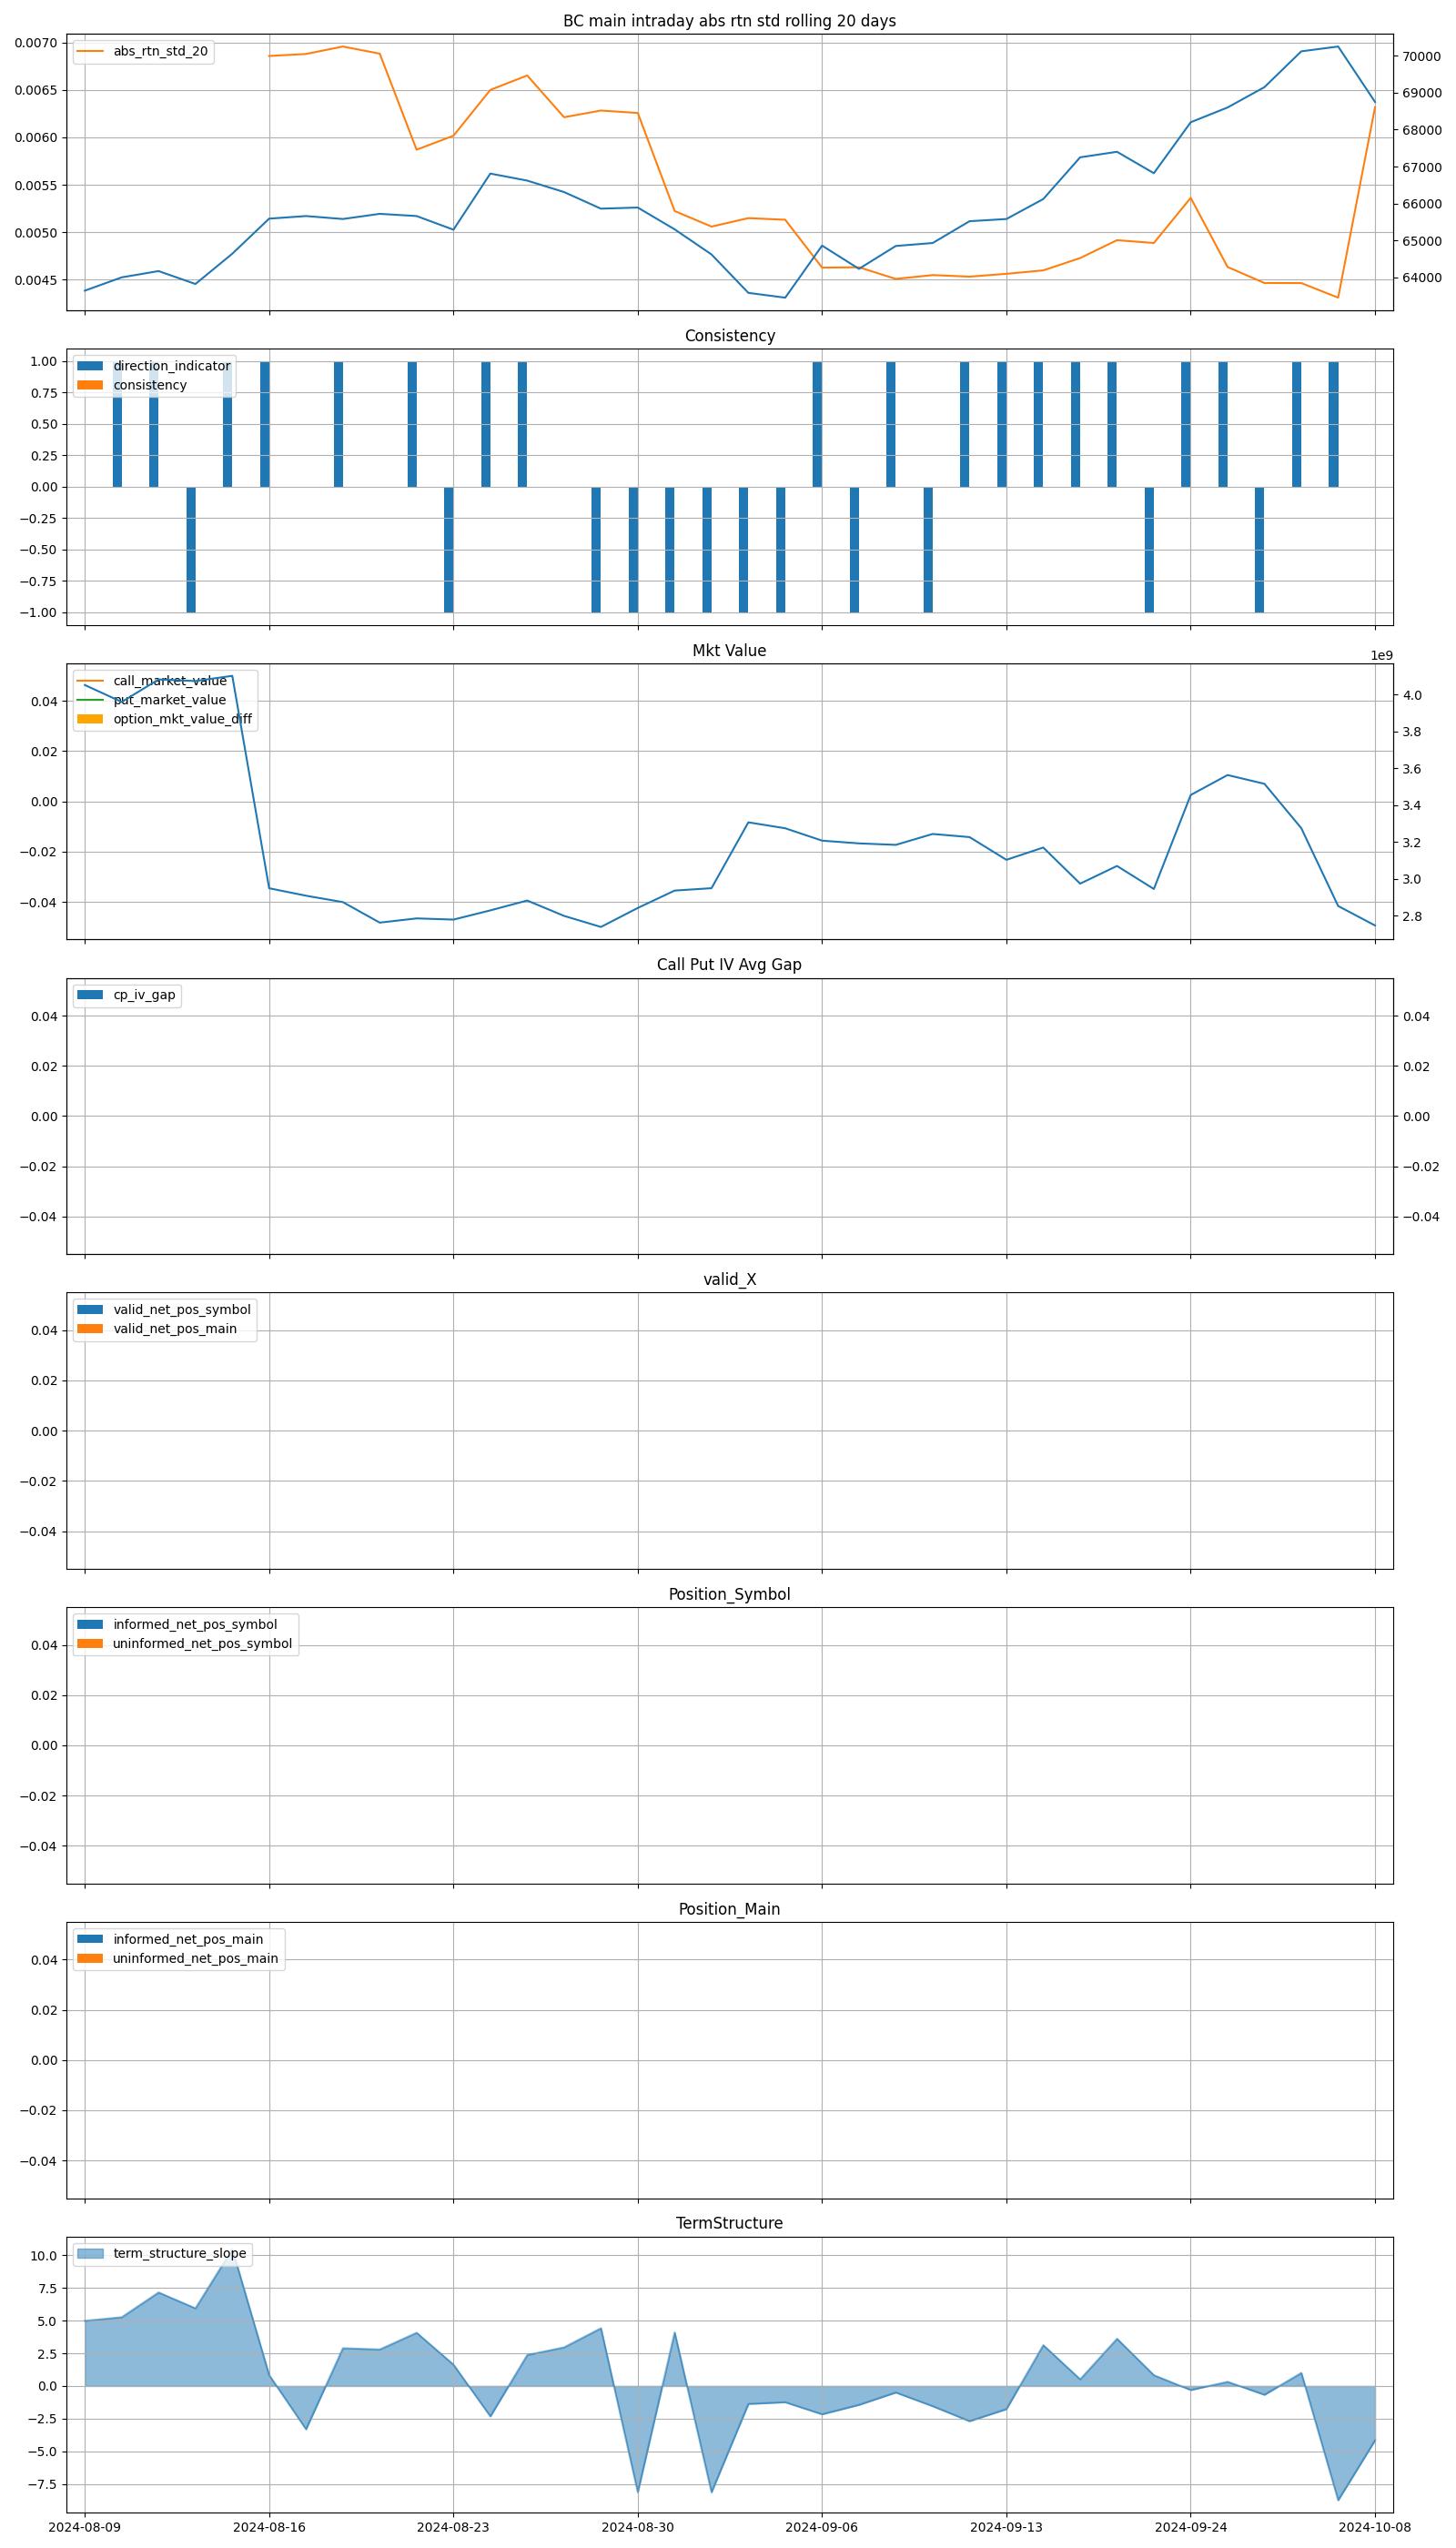 BC main intraday abs rtn std rolling 20 days
abs_rtn_std_20
0.0070
0.0065
0.0060
0.0055
0.0050
0.0045
70000
69000
68000
67000
66000
65000
64000
Consistency
direction_indicator
consistency
1.00
0.75
0.50
0.25
0.00
−0.25
−0.50
−0.75
−1.00
Mkt Value
1e9
call_market_value
put_market_value
option_mkt_value_diff
0.04
0.02
0.00
−0.02
−0.04
4.0
3.8
3.6
3.4
3.2
3.0
2.8
Call Put IV Avg Gap
cp_iv_gap
0.04
0.02
0.00
−0.02
−0.04
0.04
0.02
0.00
−0.02
−0.04
valid_X
valid_net_pos_symbol
valid_net_pos_main
0.04
0.02
0.00
−0.02
−0.04
Position_Symbol
informed_net_pos_symbol
uninformed_net_pos_symbol
0.04
0.02
0.00
−0.02
−0.04
Position_Main
informed_net_pos_main
uninformed_net_pos_main
0.04
0.02
0.00
−0.02
−0.04
TermStructure
term_structure_slope
10.0
7.5
5.0
2.5
0.0
−2.5
−5.0
−7.5
2024-08-09 2024-08-16 2024-08-23 2024-08-30 2024-09-06 2024-09-13 2024-09-24 2024-10-08